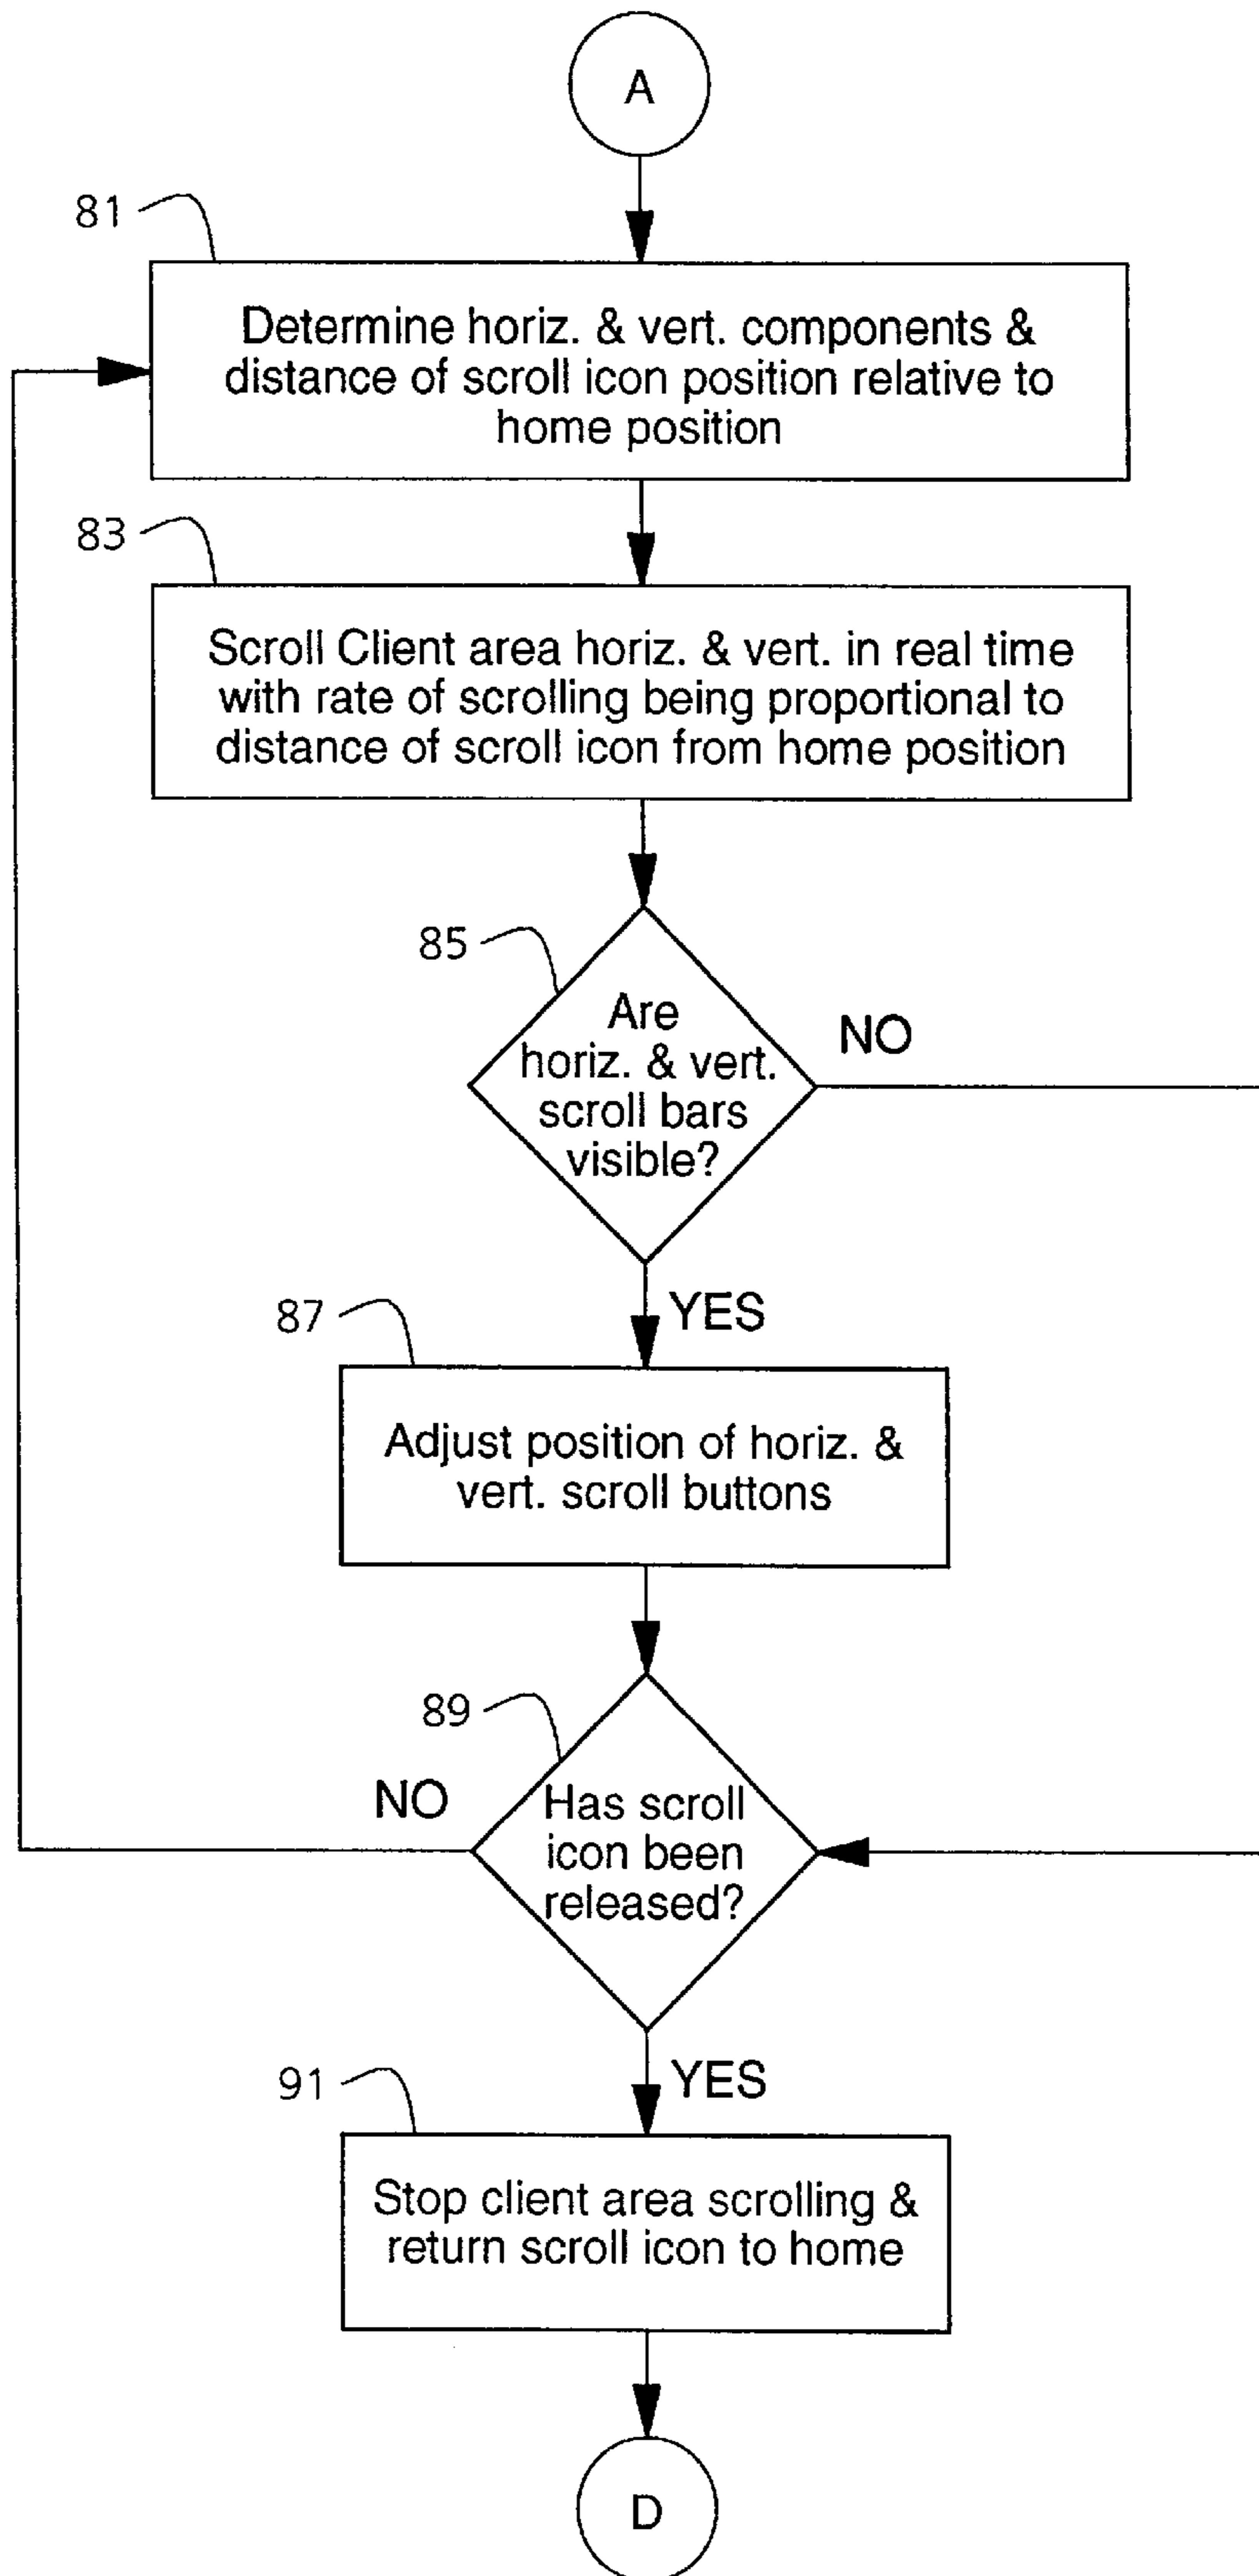 A
81
Determine horiz. & vert. components &
distance of scroll icon position relative to
home position
83
Scroll Client area horiz. & vert. in real time
with rate of scrolling being proportional to
distance of scroll icon from home position
85
Are
horiz. & vert.
scroll bars
visible?
NO
YES
87
Adjust position of horiz. &
vert. scroll buttons
89
NO
Has scroll
icon been
released?
YES
91
Stop client area scrolling &
return scroll icon to home
D